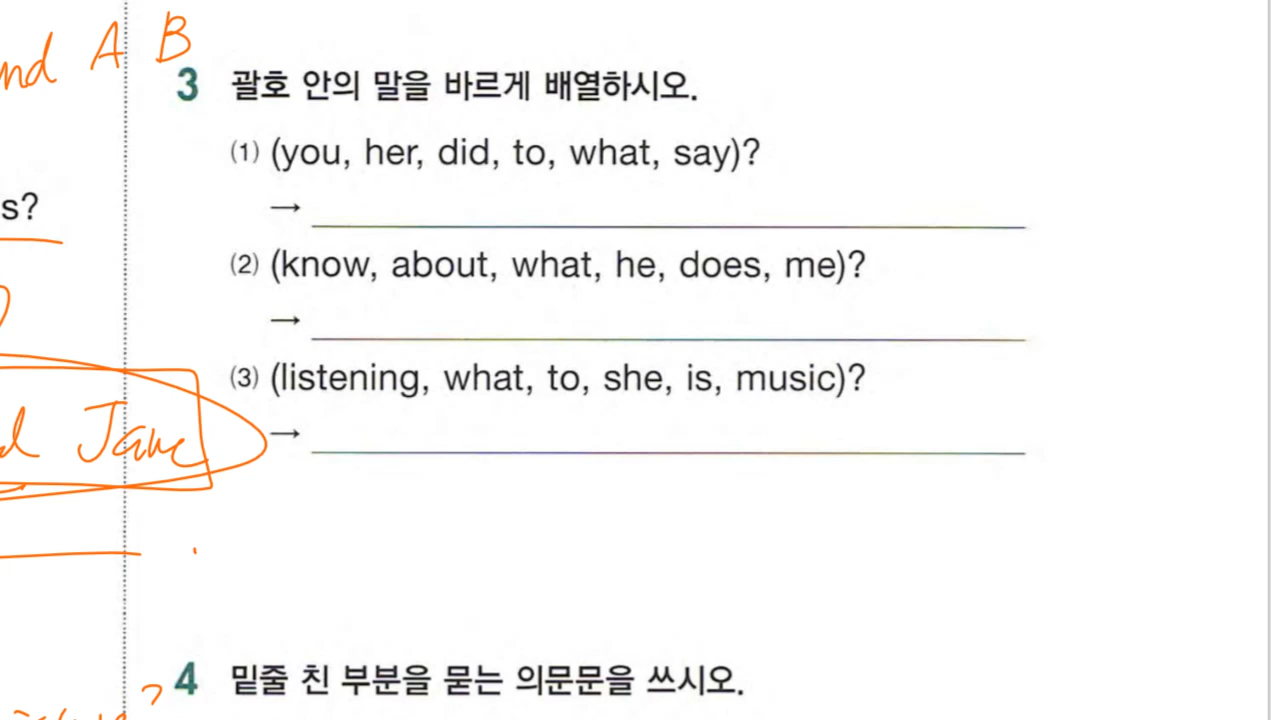 nd A B
3 괄호 안의 말을 바르게 배열하시오.
(1) (you, her, did, to, what, say)?
→
s?
(2) (know, about, what, he, does, me)?
→
(3) (listening, what, to, she, is, music)?
→
d Jane
4 밑줄 친 부분을 묻는 의문문을 쓰시오.
?